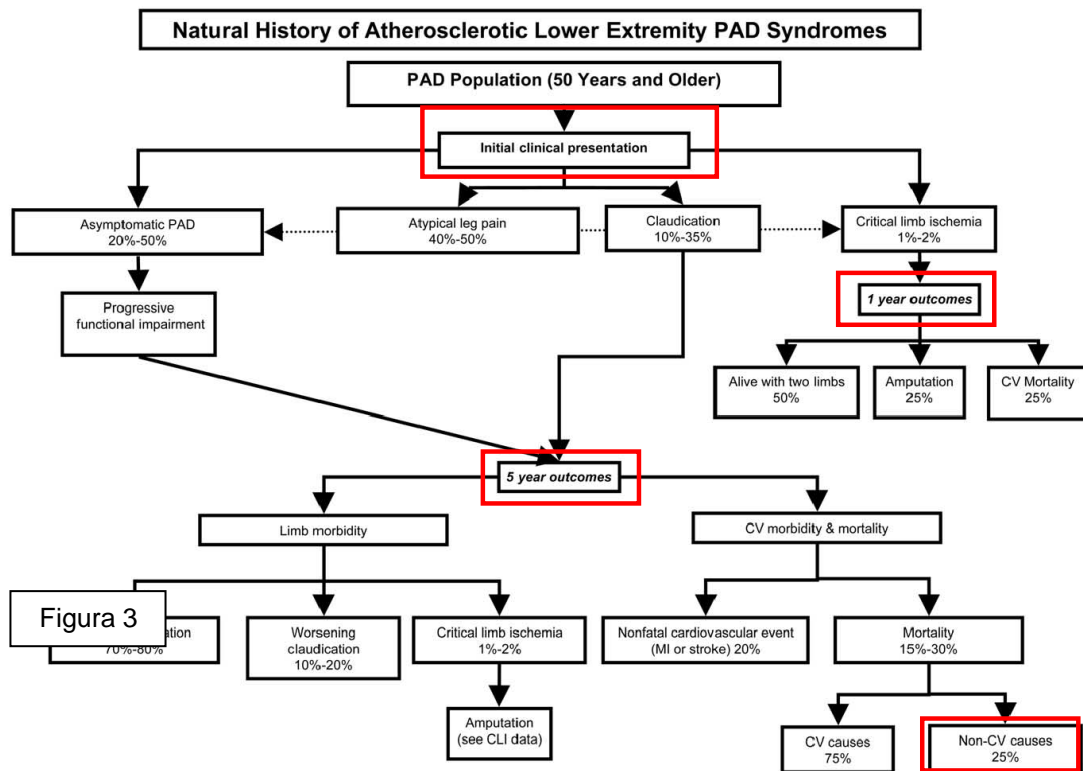 Natural History of Atherosclerotic Lower Extremity PAD Syndromes
PAD Population (50 Years and Older)
Initial clinical presentation
Asymptomatic PAD
20%-50%
Atypical leg pain
40%-50%
Claudication
10%-35%
Critical limb ischemia
1%-2%
Progressive
functional impairment
1 year outcomes
Alive with two limbs
50%
Amputation
25%
CV Mortality
25%
5 year outcomes
Limb morbidity
CV morbidity & mortality
Figura 3
70%-80%
Worsening
claudication
10%-20%
Critical limb ischemia
1%-2%
Nonfatal cardiovascular event
(MI or stroke) 20%
Mortality
15%-30%
Amputation
(see CLI data)
CV causes
75%
Non-CV causes
25%